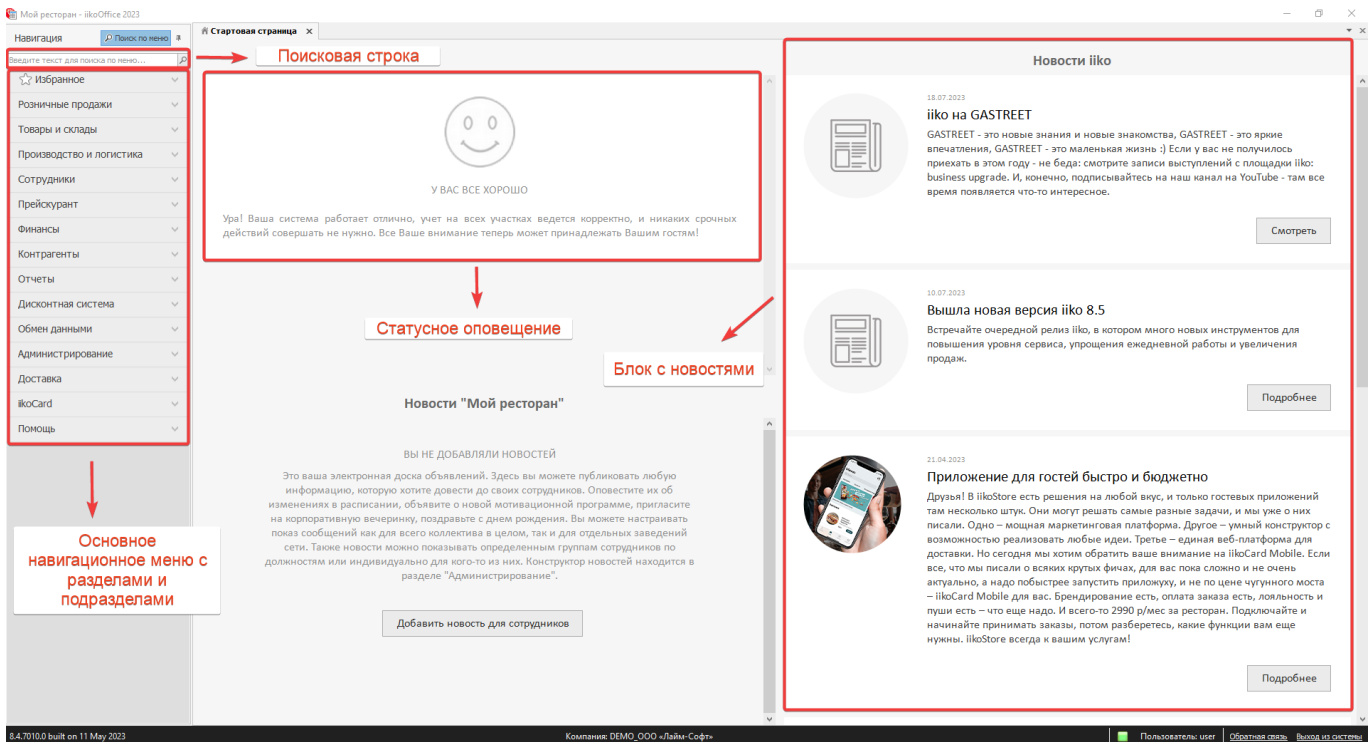 Мой ресторан - iikoOffice 2023
Навигация
Поиск по меню
Стартовая страница x
Введите текст для поиска по меню...
Поисковая строка
Избранное
Розничные продажи
Товары и склады
Производство и логистика
Сотрудники
Прейскурант
Финансы
Контрагенты
Отчеты
Дисконтная система
Обмен данными
Администрирование
Доставка
iikoCard
Помощь
Основное
навигационное меню с
разделами и
подразделами
У ВАС ВСЕ ХОРОШО
Ура! Ваша система работает отлично, учет на всех участках ведется корректно, и никаких срочных
действий совершать не нужно. Все Ваше внимание теперь может принадлежать Вашим гостям!
Статусное оповещение
Блок с новостями
Новости "Мой ресторан"
ВЫ НЕ ДОБАВЛЯЛИ НОВОСТЕЙ
Это ваша электронная доска объявлений. Здесь вы можете публиковать любую
информацию, которую хотите довести до своих сотрудников. Оповестите их об
изменениях в расписании, объявите о новой мотивационной программе, пригласите
на корпоративную вечеринку, поздравьте с днем рождения. Вы можете настраивать
показ сообщений как для всего коллектива в целом, так и для отдельных заведений
сети. Также новости можно показывать определенным группам сотрудников по
должностям или индивидуально для кого-то из них. Конструктор новостей находится в
разделе "Администрирование".
Добавить новость для сотрудников
Новости iiko
18.07.2023
iiko на GASTREET
GASTREET - это новые знания и новые знакомства, GASTREET - это яркие
впечатления, GASTREET - это маленькая жизнь :) Если у вас не получилось
приехать в этом году - не беда: смотрите записи выступлений с площадки iiko:
business upgrade. И, конечно, подписывайтесь на наш канал на YouTube - там все
время появляется что-то интересное.
Смотреть
10.07.2023
Вышла новая версия iiko 8.5
Встречайте очередной релиз iiko, в котором много новых инструментов для
повышения уровня сервиса, упрощения ежедневной работы и увеличения
продаж.
Подробнее
21.04.2023
Приложение для гостей быстро и бюджетно
Друзья! В iikoStore есть решения на любой вкус, и только гостевых приложений
там несколько штук. Они могут решать самые разные задачи, и мы уже о них
писали. Одно – мощная маркетинговая платформа. Другое – умный конструктор с
возможностью реализовать любые идеи. Третье – единая веб-платформа для
доставки. Но сегодня мы хотим обратить ваше внимание на iikoCard Mobile. Если
все, что мы писали о всяких крутых фичах, для вас пока сложно и не очень
актуально, а надо побыстрее запустить приложуху, и не по цене чугунного моста
– iikoCard Mobile для вас. Брендирование есть, оплата заказа есть, лояльность и
пуши есть – что еще надо. И всего-то 2990 р/мес за ресторан. Подключайте и
начинайте принимать заказы, потом разберетесь, какие функции вам еще
нужны. iikoStore всегда к вашим услугам!
Подробнее
8.4.7010.0 built on 11 May 2023
Компания: DEMO_ООО «Лайм-Софт»
Пользователь: user
Обратная связь
Выход из системы